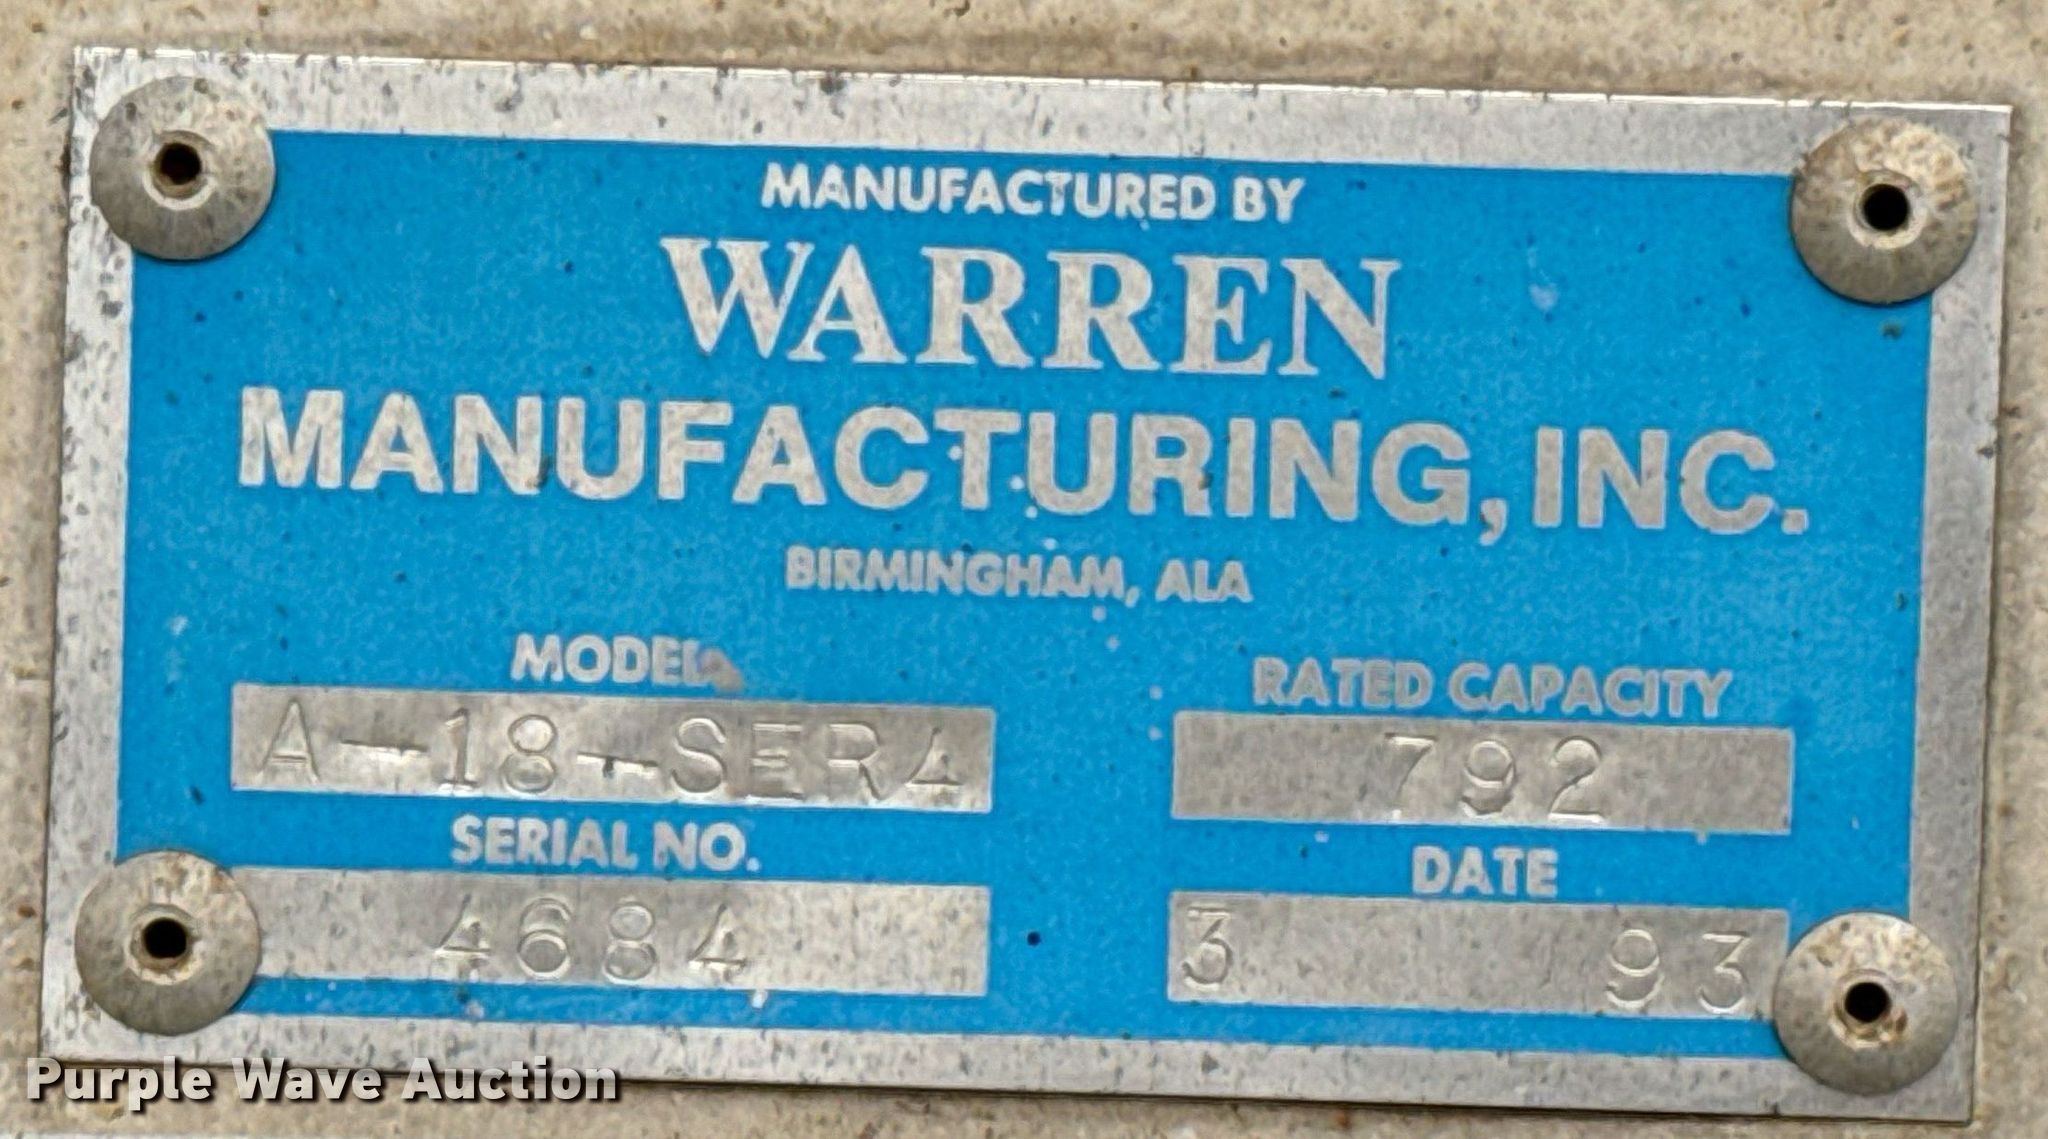 MANUFACTURED BY
WARREN
MANUFACTURING, INC.
BIRMINGHAM, ALA
MODEL
A-18-SER4
RATED CAPACITY
792
SERIAL NO.
4684
DATE
3 93
Purple Wave Auction